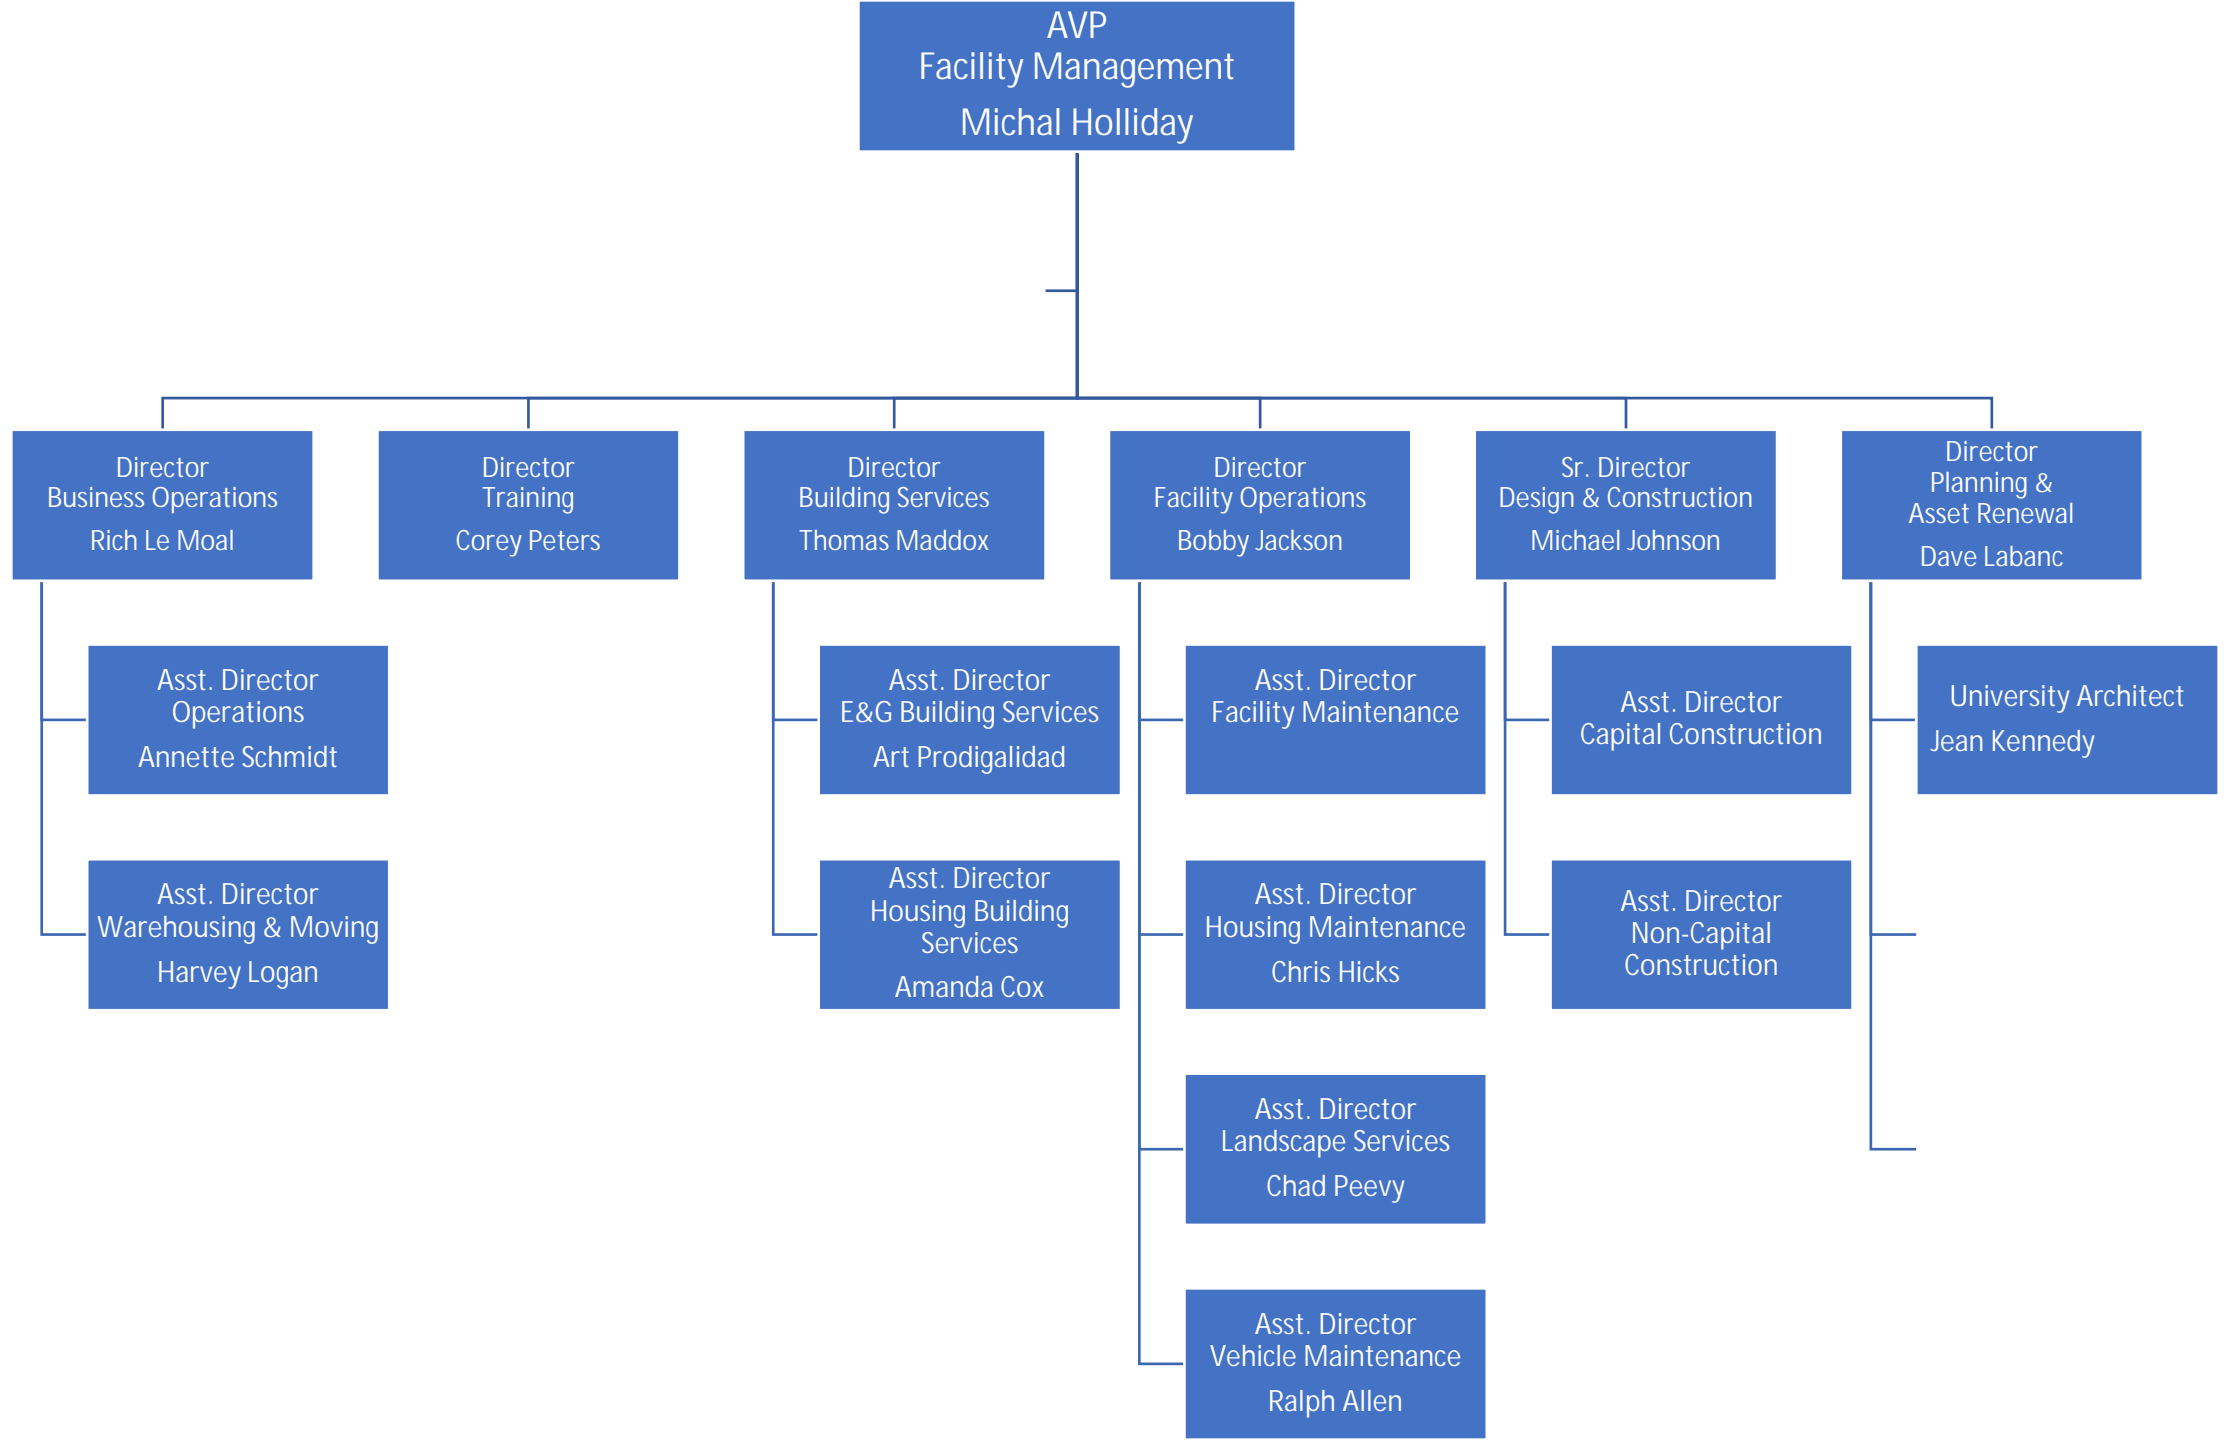 AVP
Facility Management
Michal Holliday
Director
Business Operations
Rich Le Moal
Director
Training
Corey Peters
Director
Building Services
Thomas Maddox
Director
Facility Operations
Bobby Jackson
Sr. Director
Design & Construction
Michael Johnson
Director
Planning &
Asset Renewal
Dave Labanc
Asst. Director
Operations
Annette Schmidt
Asst. Director
E&G Building Services
Art Prodigalidad
Asst. Director
Facility Maintenance
Asst. Director
Capital Construction
University Architect
Jean Kennedy
Asst. Director
Warehousing & Moving
Harvey Logan
Asst. Director
Housing Building
Services
Amanda Cox
Asst. Director
Housing Maintenance
Chris Hicks
Asst. Director
Non-Capital
Construction
Asst. Director
Landscape Services
Chad Peevy
Asst. Director
Vehicle Maintenance
Ralph Allen